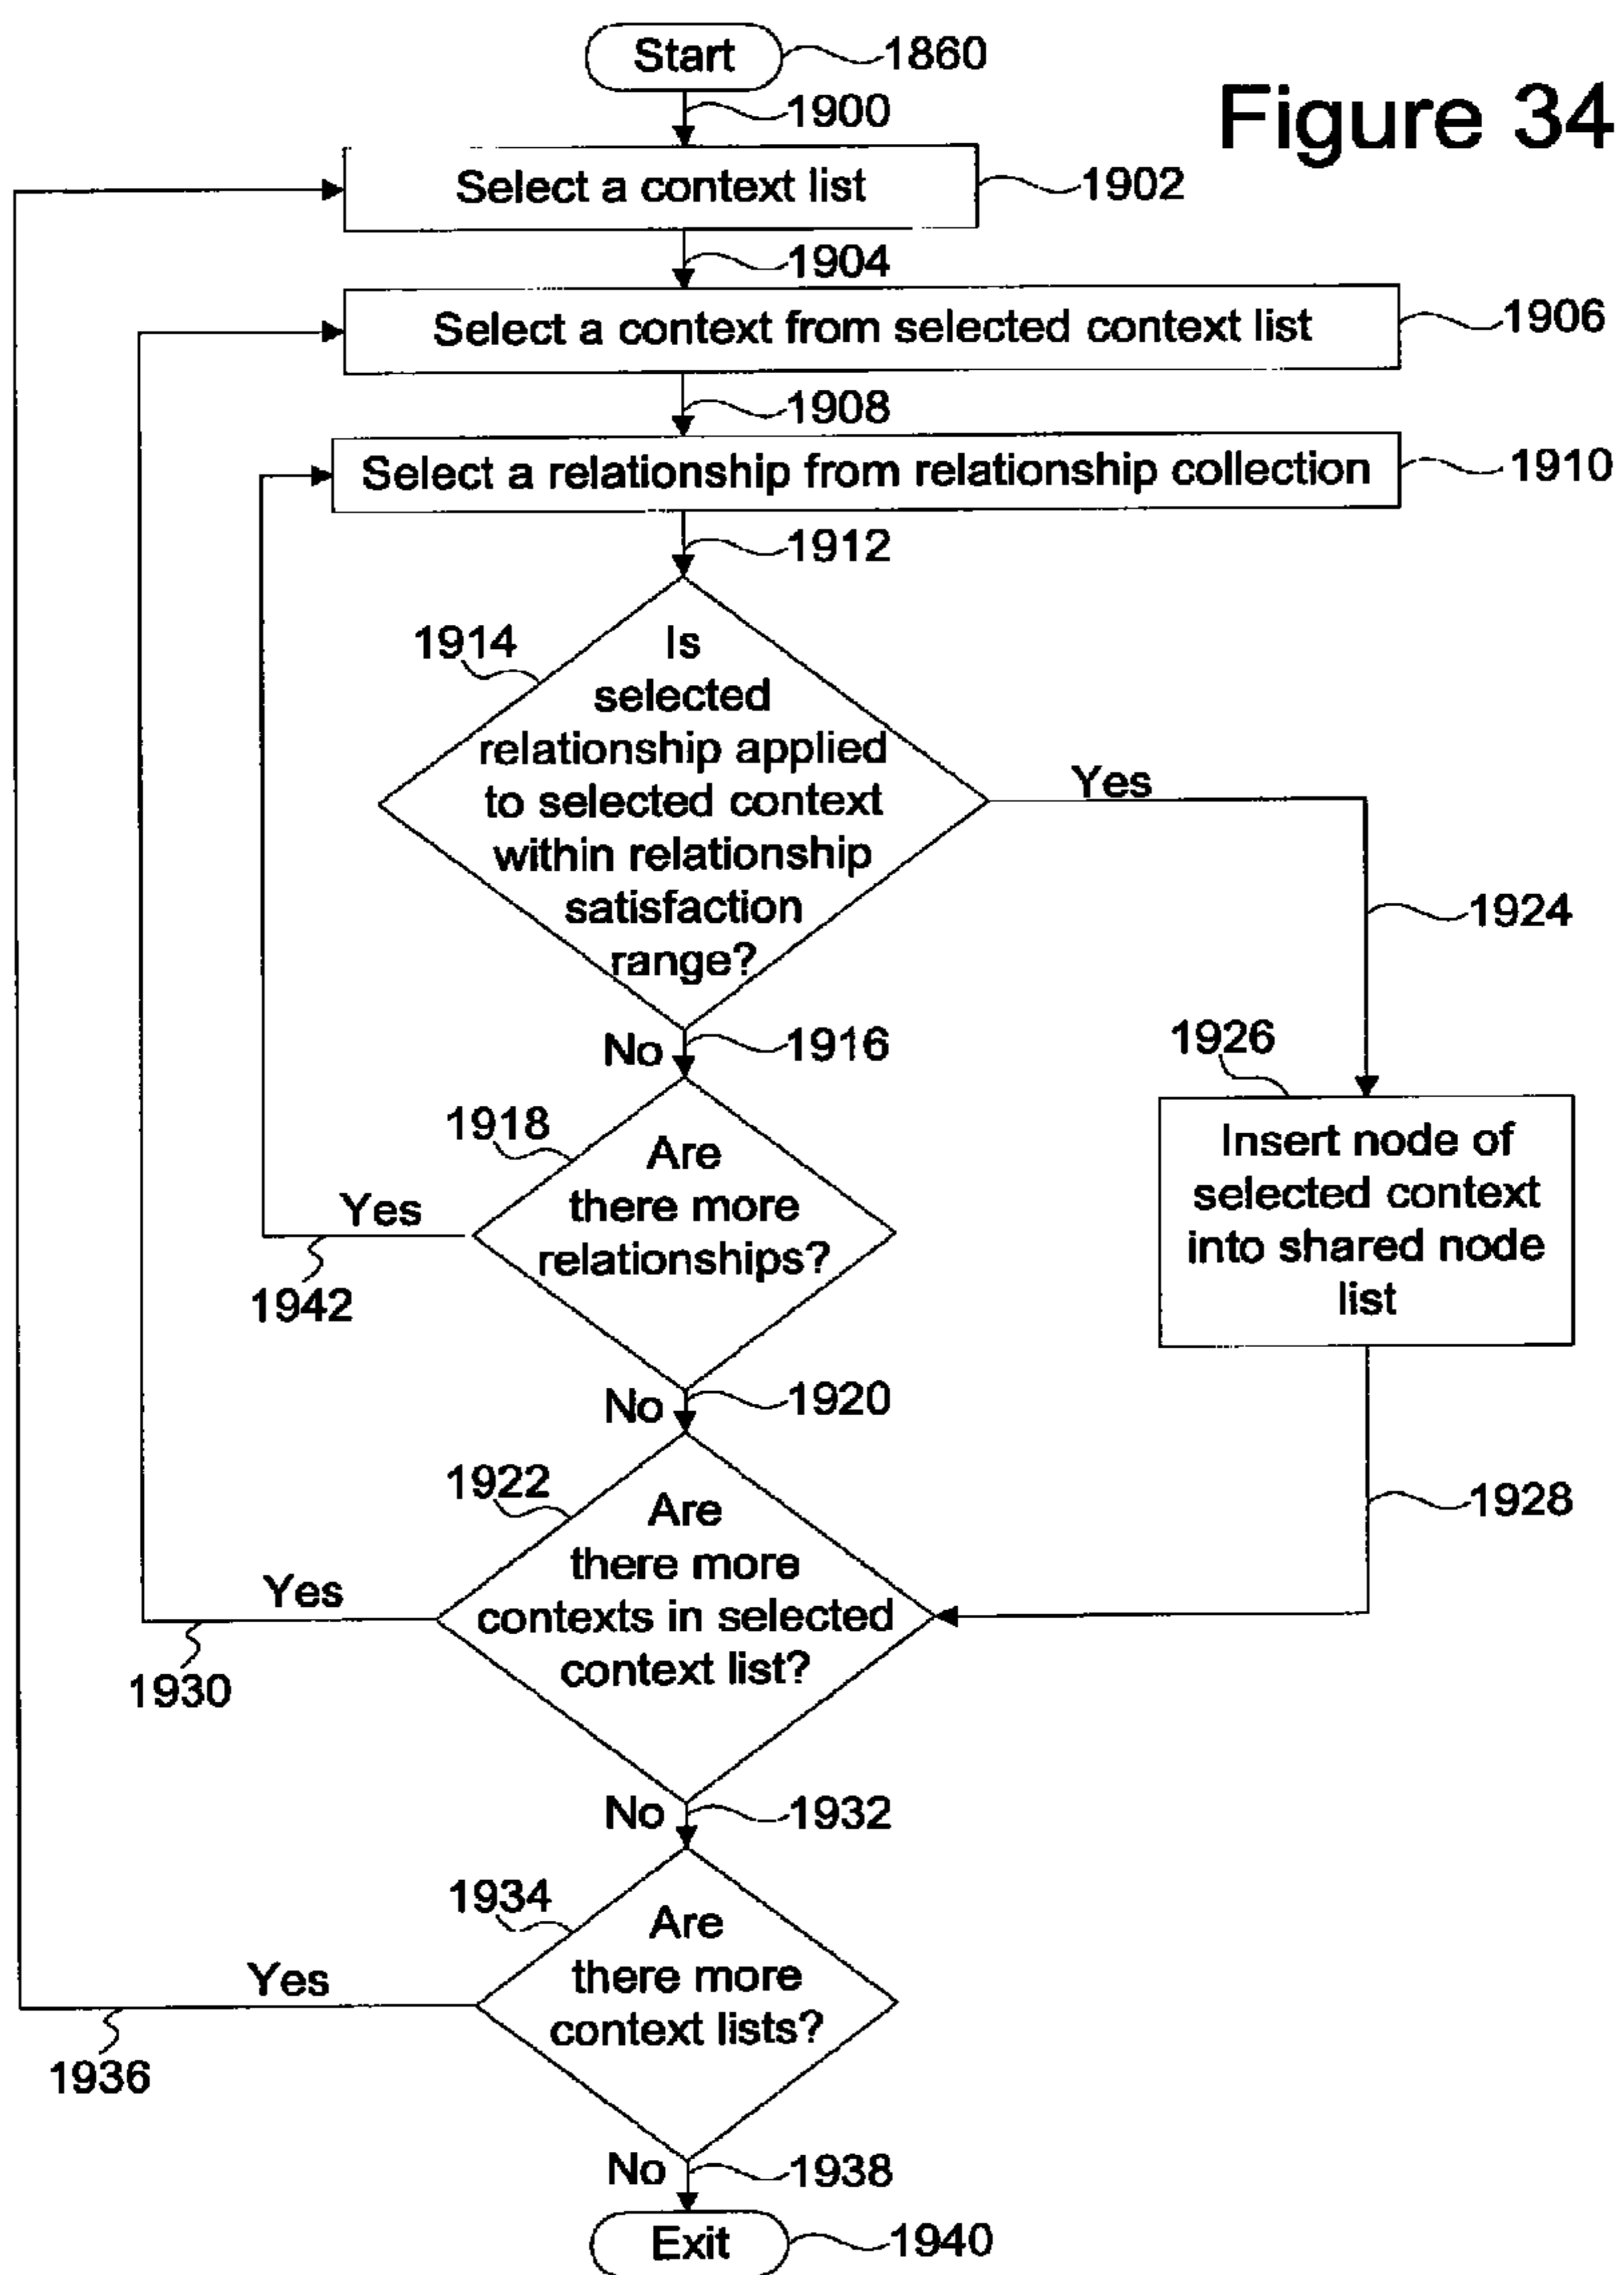 Start
1860
1900
Figure 34
Select a context list
1902
1904
Select a context from selected context list
1906
1908
Select a relationship from relationship collection
1910
1912
1914
Is
selected
relationship applied
to selected context
within relationship
satisfaction
range?
Yes
1924
No
1916
1926
Insert node of
selected context
into shared node
list
1918
Are
there more
relationships?
Yes
1942
No
1920
1922
Are
there more
contexts in selected
context list?
1928
Yes
1930
No
1932
1934
Are
there more
context lists?
Yes
1936
No
1938
Exit
1940